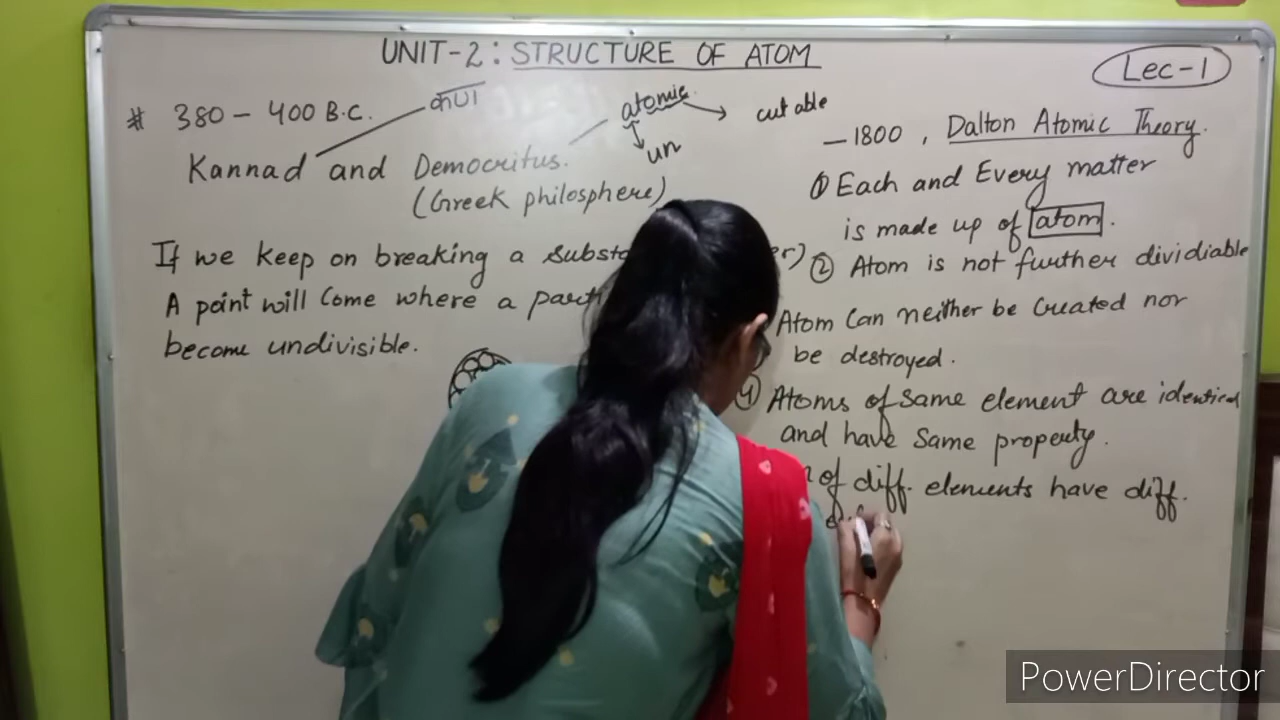 UNIT-2: STRUCTURE OF ATOM
Lec-1
# 380 - 400 B.C.
कण
Kannad and Democritus.
(Greek philosphere)
atomic
cut able
un
If we keep on breaking a
A point will Come where a
become undivisible.
- 1800 , Dalton Atomic Theory.
① Each and Every matter
is made up of atom.
② Atom is not further dividiable
Atom Can neither be Created nor
be destroyed.
④ Atoms of Same element are identical
and have Same property.
of diff. elements have diff.
PowerDirector